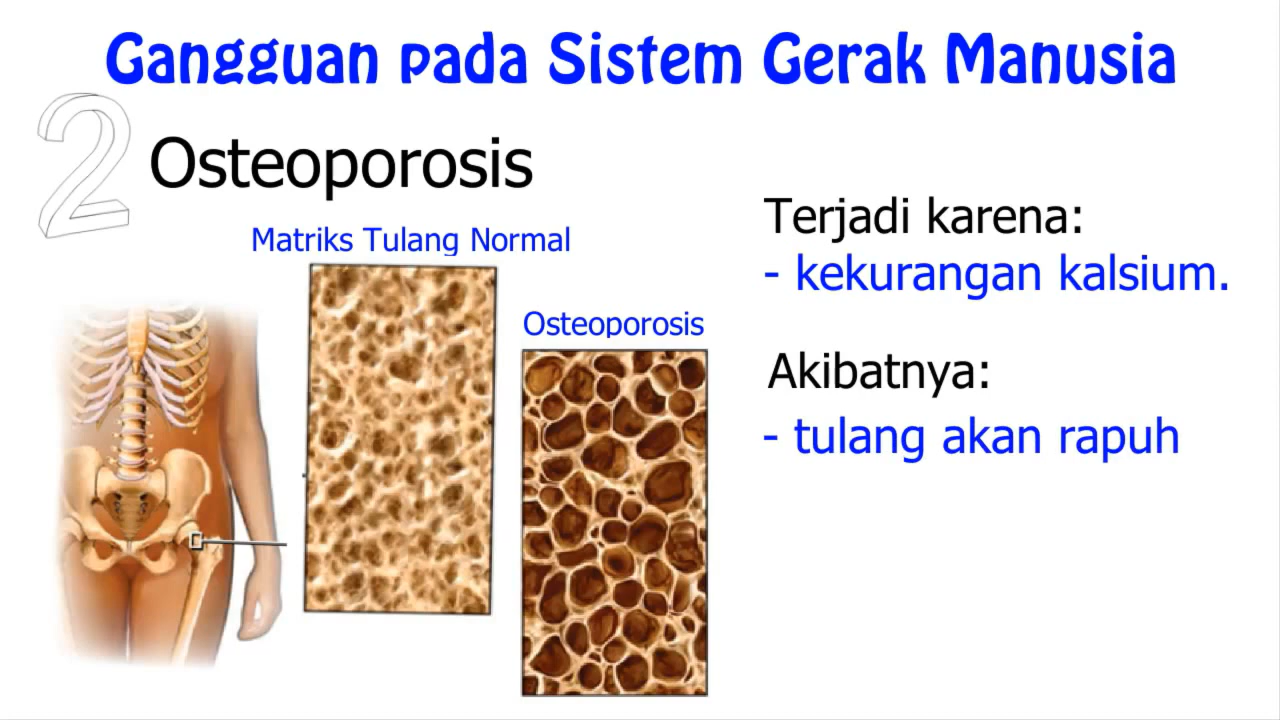 Gangguan pada Sistem Gerak Manusia
2
Osteoporosis
Matriks Tulang Normal
Osteoporosis
Terjadi karena:
- kekurangan kalsium.
Akibatnya:
- tulang akan rapuh